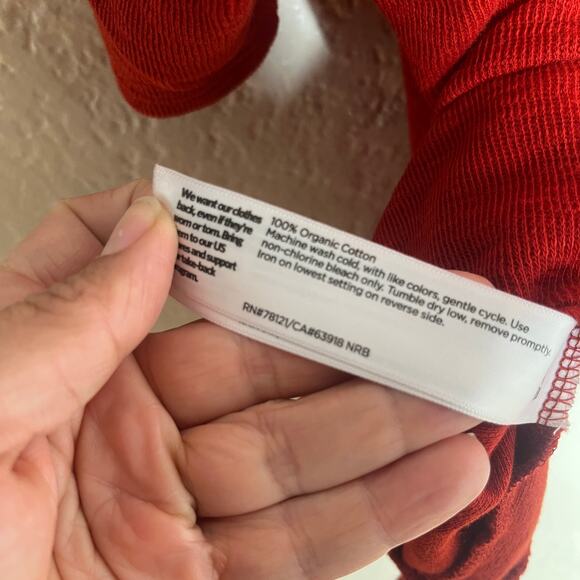 We want our clothes
back, even if they're
worn or torn. Bring
to our US
and support
take-back
100% Organic Cotton
Machine wash cold, with like colors, gentle cycle. Use
non-chlorine bleach only. Tumble dry low, remove promptly.
Iron on lowest setting on reverse side.
RN#78121/CA#63918 NRB